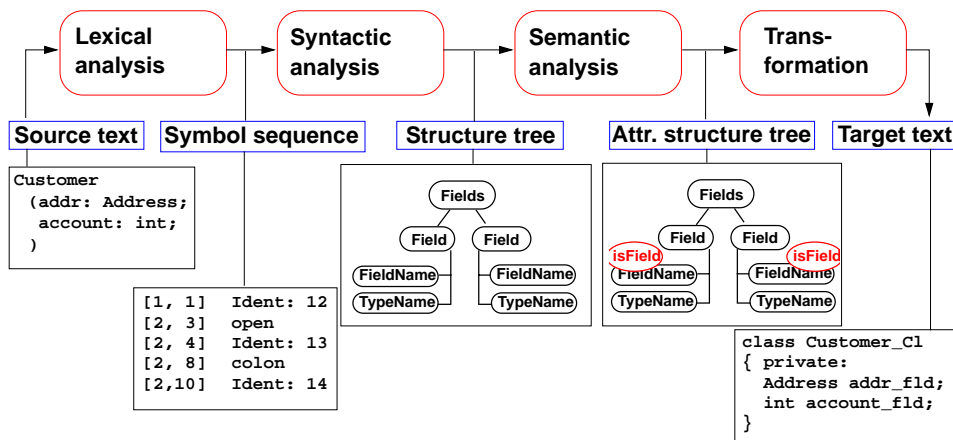 Lexical
analysis
Syntactic
analysis
Semantic
analysis
Trans-
formation
Source text
Symbol sequence
Structure tree
Attr. structure tree
Target text
Customer
(addr: Address;
account: int;
)
[1, 1] Ident: 12
[2, 3] open
[2, 4] Ident: 13
[2, 8] colon
[2,10] Ident: 14
Fields
Field Field
FieldName FieldName
TypeName TypeName
Fields
Field Field
isField isField
FieldName FieldName
TypeName TypeName
class Customer_Cl
{ private:
Address addr_fld;
int account_fld;
}